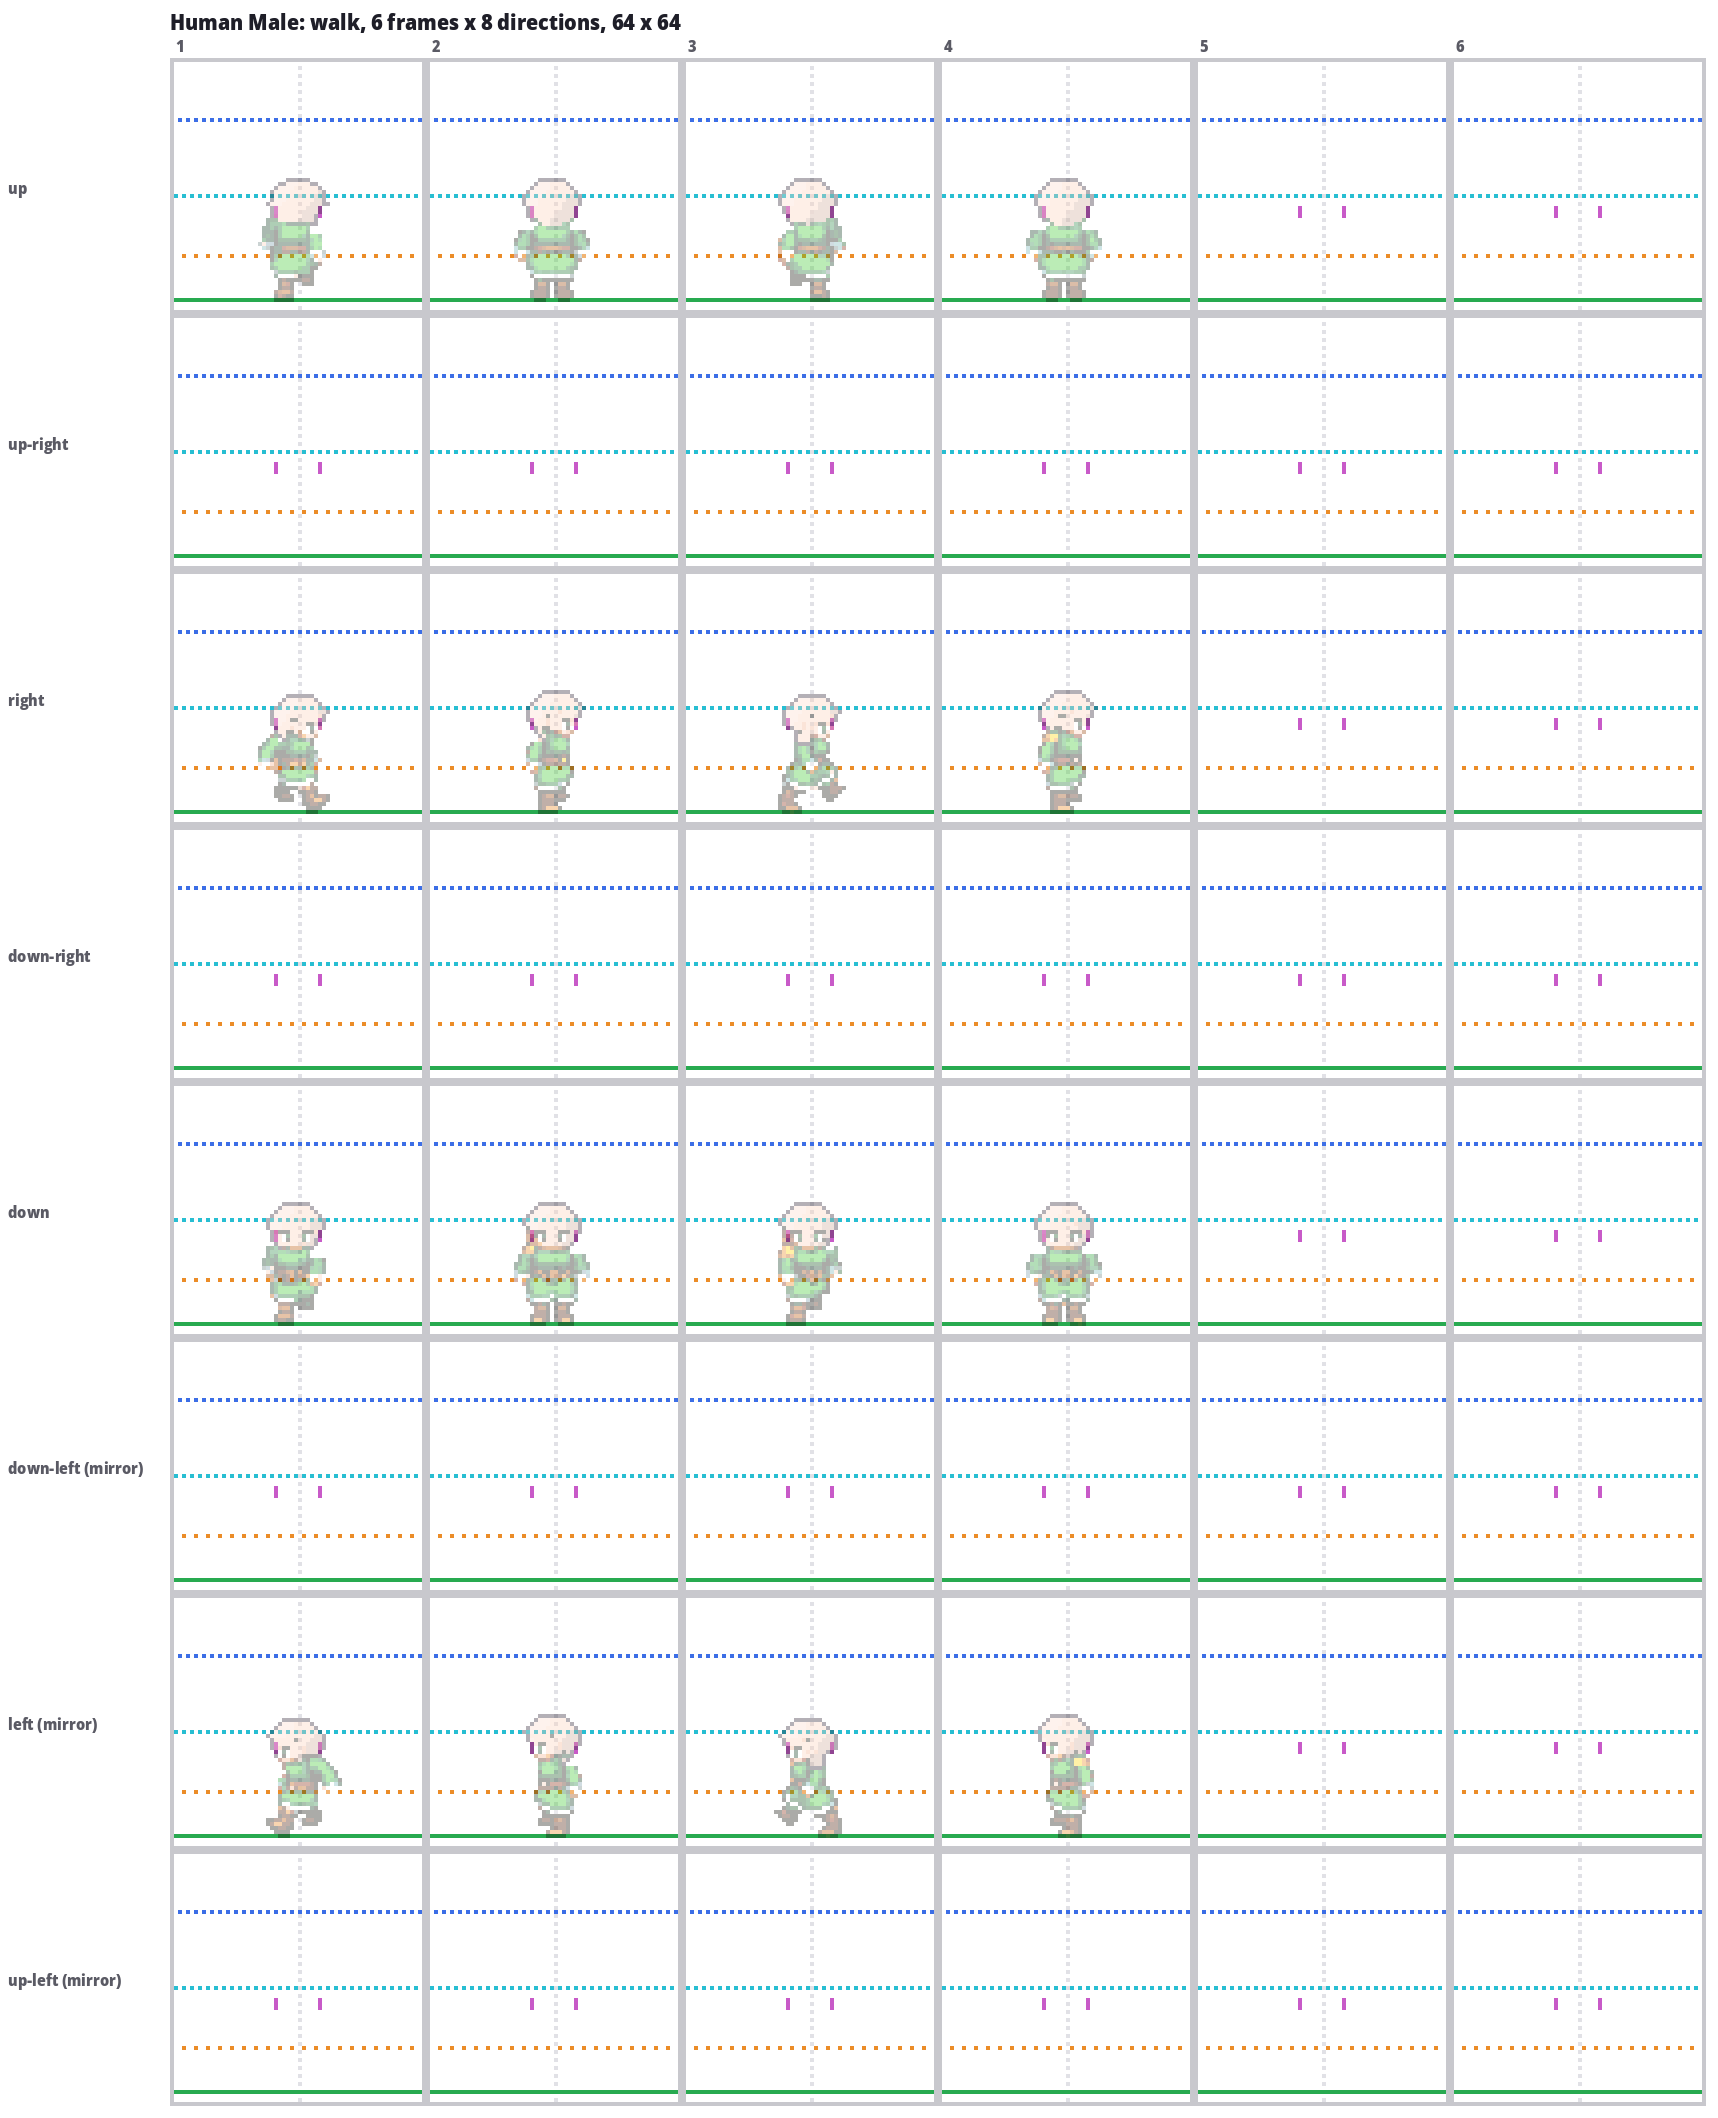 Human Male: walk, 6 frames x 8 directions, 64 x 64
1 2 3 4 5 6
up
up-right
right
down-right
down
down-left (mirror)
left (mirror)
up-left (mirror)